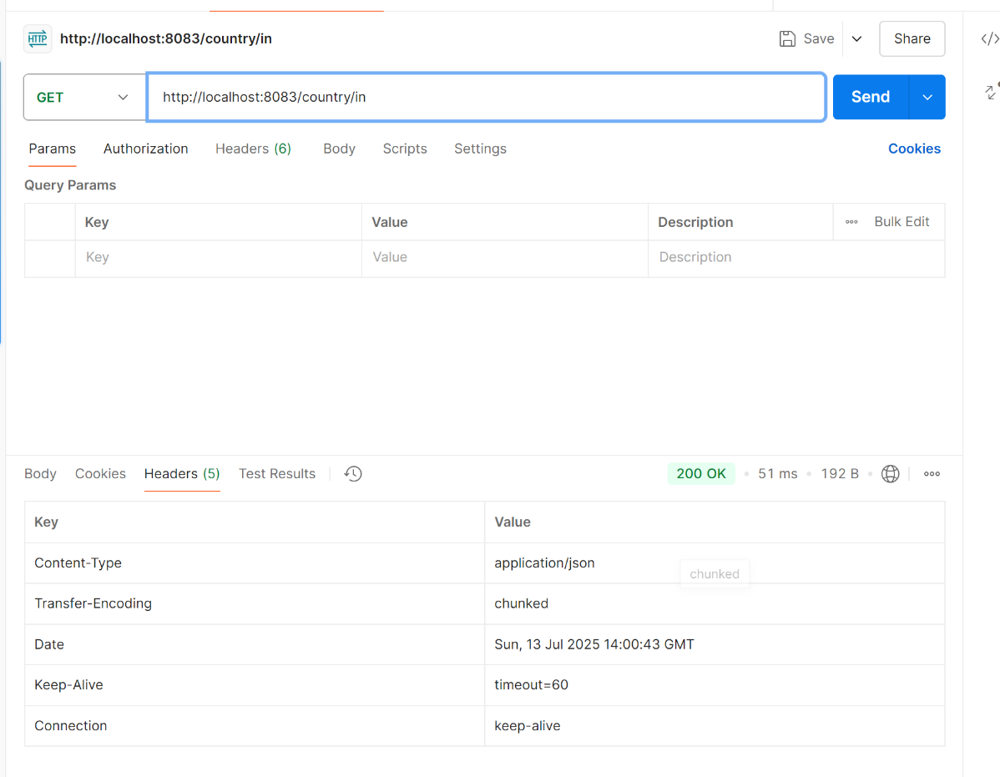 HTTP http://localhost:8083/country/in Save Share
GET http://localhost:8083/country/in Send
Params Authorization Headers (6) Body Scripts Settings Cookies
Query Params
Key Value Description Bulk Edit
Key Value Description
Body Cookies Headers (5) Test Results 200 OK 51 ms 192 B
Key Value
Content-Type application/json
chunked
Transfer-Encoding chunked
Date Sun, 13 Jul 2025 14:00:43 GMT
Keep-Alive timeout=60
Connection keep-alive